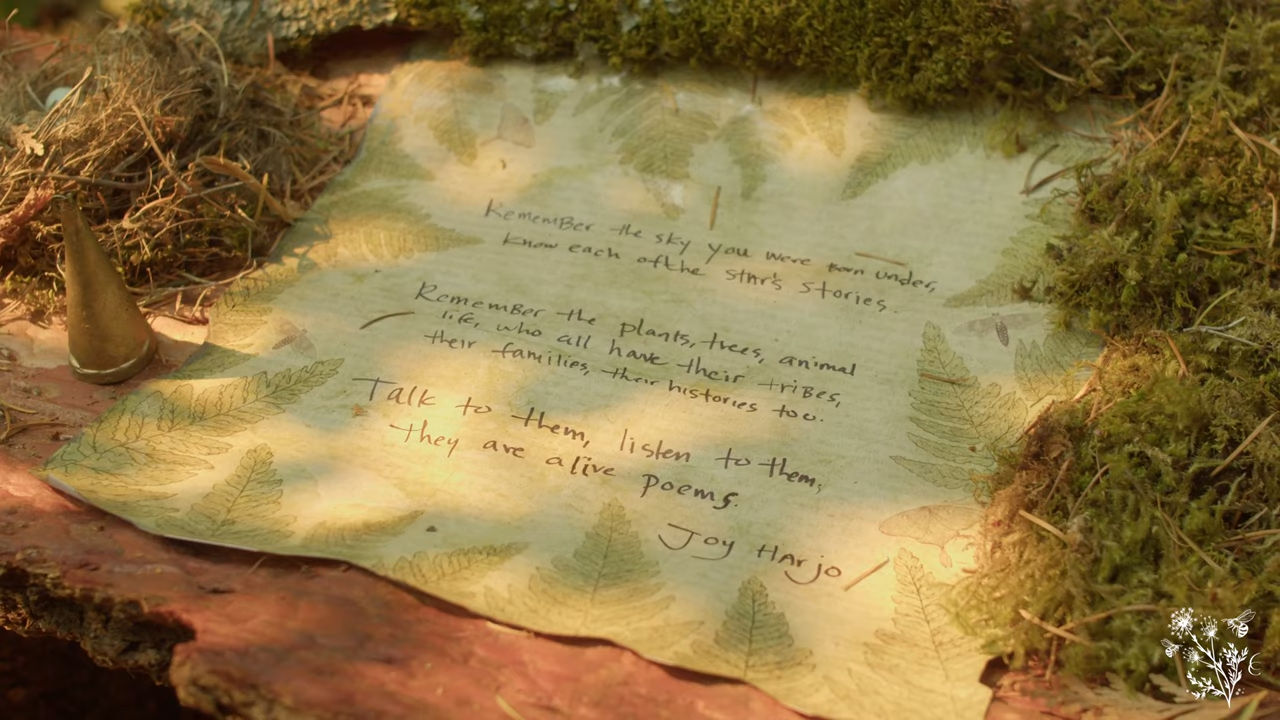 Remember the sky you were born under,
know each of the star's stories.
Remember the plants, trees, animal
life, who all have their tribes,
their families, their histories too.
Talk to them, listen to them,
they are alive poems.
Joy Harjo